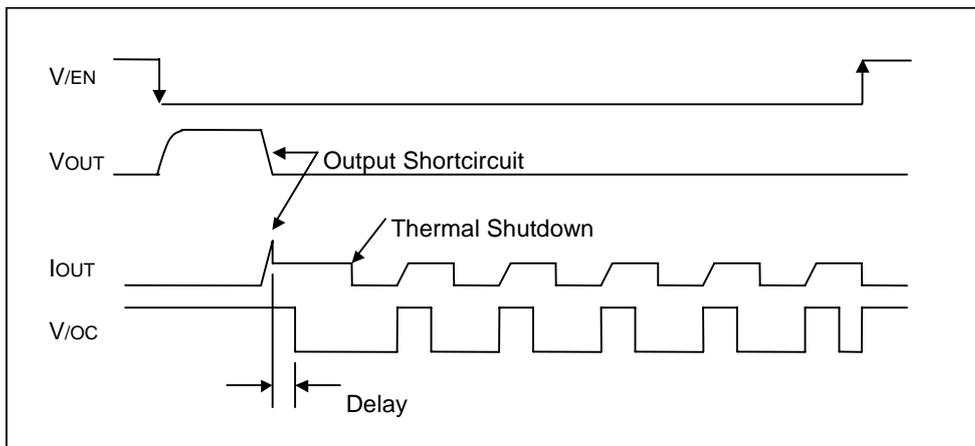 V/EN
VOUT
Output Shortcircuit
Thermal Shutdown
IOUT
V/OC
Delay